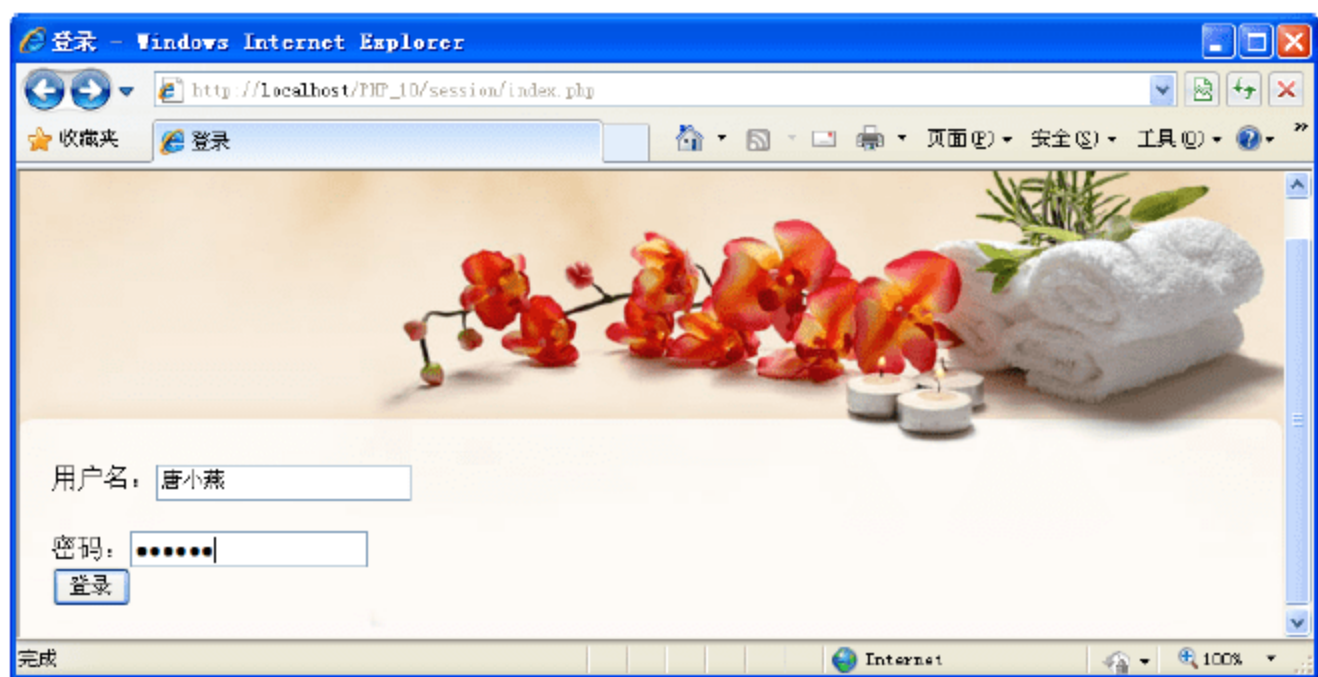 登录 - Windows Internet Explorer
http://localhost/PHP_10/session/index.php
收藏夹 登录 页面(P) 安全(S) 工具(O) »
用户名：唐小燕
密码：●●●●●●
登录
完成 Internet 100%